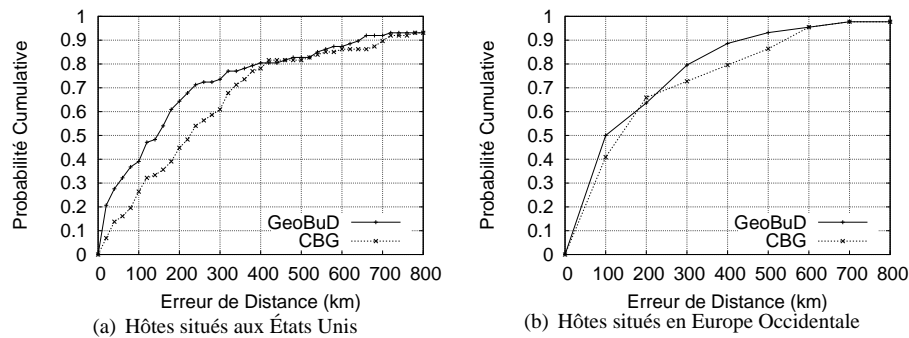 Probabilité Cumulative
1
0.9
0.8
0.7
0.6
0.5
0.4
0.3
0.2
0.1
0
GeoBuD
CBG
0 100 200 300 400 500 600 700 800
Erreur de Distance (km)
(a) Hôtes situés aux États Unis
Probabilité Cumulative
1
0.9
0.8
0.7
0.6
0.5
0.4
0.3
0.2
0.1
0
GeoBuD
CBG
0 100 200 300 400 500 600 700 800
Erreur de Distance (km)
(b) Hôtes situés en Europe Occidentale